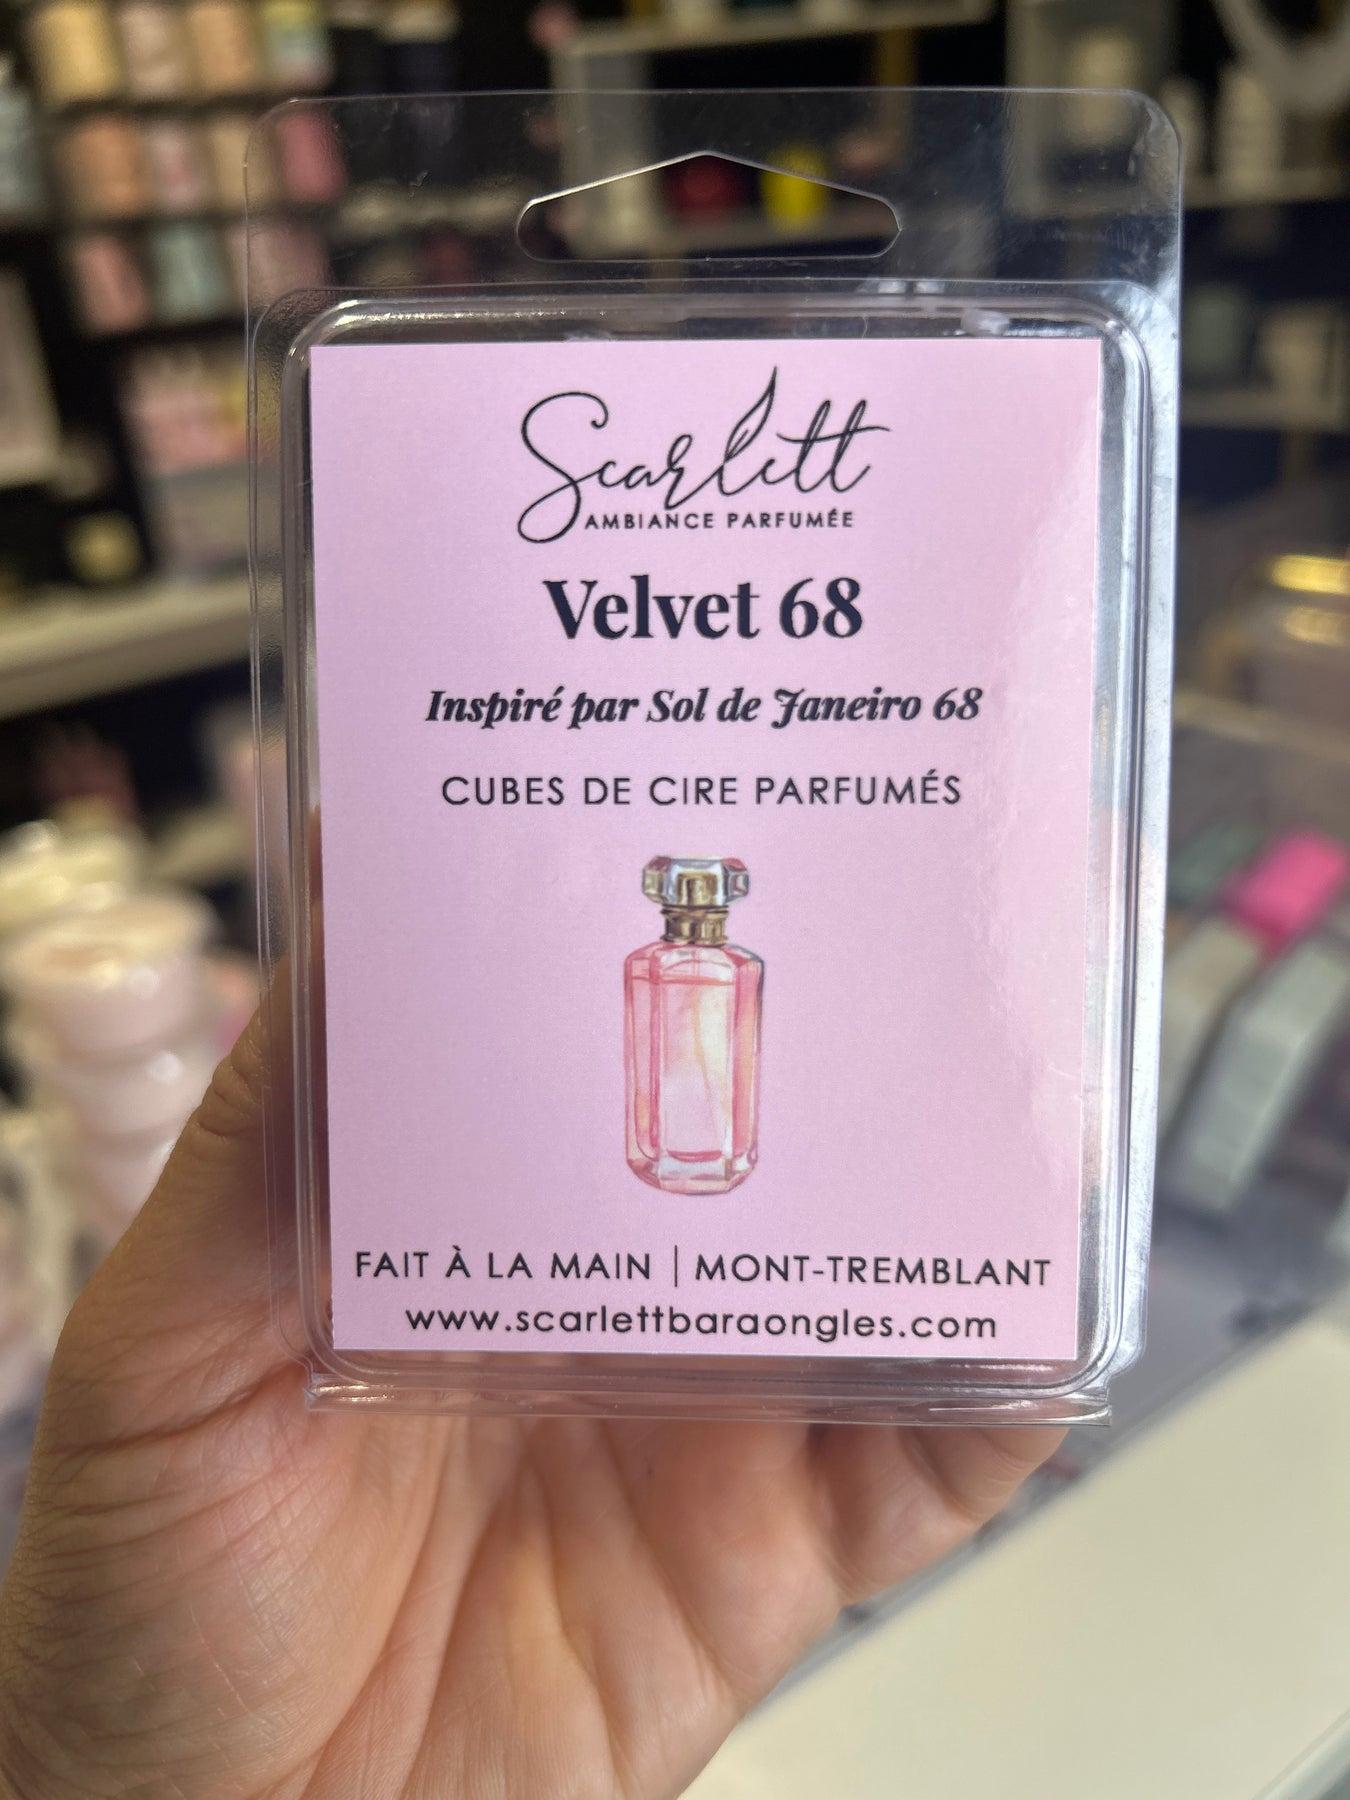 Scarlett
AMBIANCE PARFUMÉE
Velvet 68
Inspiré par Sol de Janeiro 68
CUBES DE CIRE PARFUMÉS
FAIT À LA MAIN | MONT-TREMBLANT
www.scarlettbaraongles.com